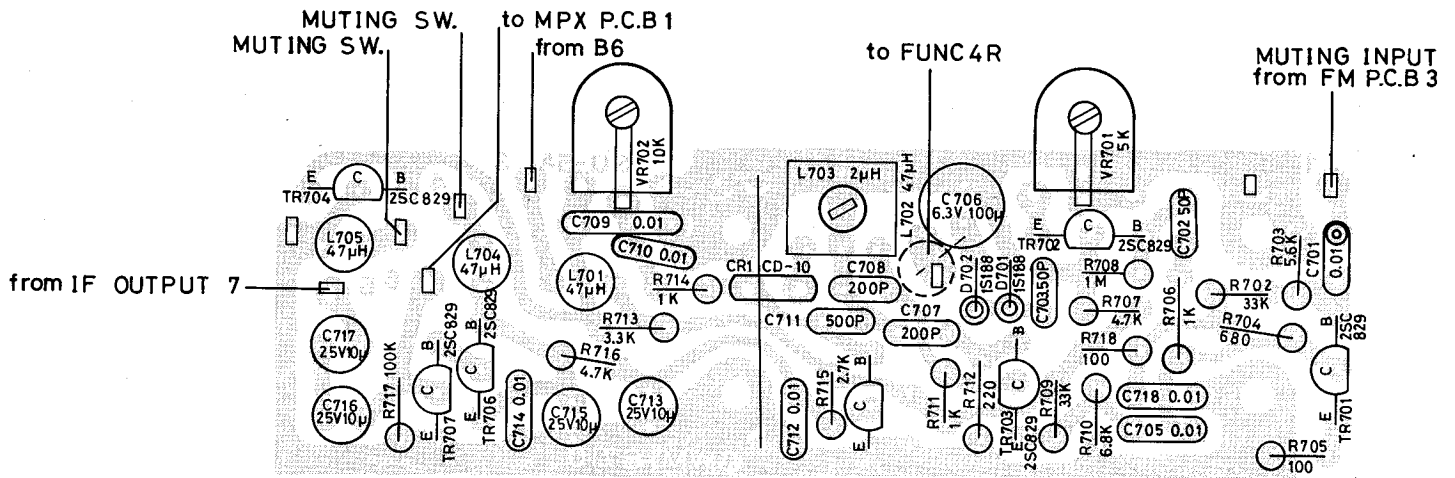 MUTING SW.
MUTING SW.
to MPX P.C.B 1
from B6
to FUNC 4R
MUTING INPUT
from FM P.C.B 3
from IF OUTPUT 7
E
C
B
TR704
2SC829
L705
47μH
L704
47μH
C717
25V10μ
C716
25V10μ
R717 100K
B
2SC829
C
E
TR707
2SC829
B
C
E
TR706
C714 0.01
VR702
10K
C709 0.01
C710 0.01
L701
47μH
R714
1K
R713
3.3K
R716
4.7K
C715
25V10μ
C713
25V10μ
CR1 CD-10
L703 2μH
L702 47μH
C708
200P
C711
500P
C707
200P
C712 0.01
R715
2.7K
B
C
E
C706
6.3V 100μ
D702
1S188
D701
1S188
C703 50P
R711
1K
R712
220
B
C
E
TR703
2SC829
R709
33K
VR701
5K
E
C
B
TR702
2SC829
C702 50P
R708
1M
R707
4.7K
R706
1K
R718
100
R710
6.8K
C718 0.01
C705 0.01
R702
33K
R703
5.6K
C701
0.01
R704
680
B
2SC
829
C
E
TR701
R705
100